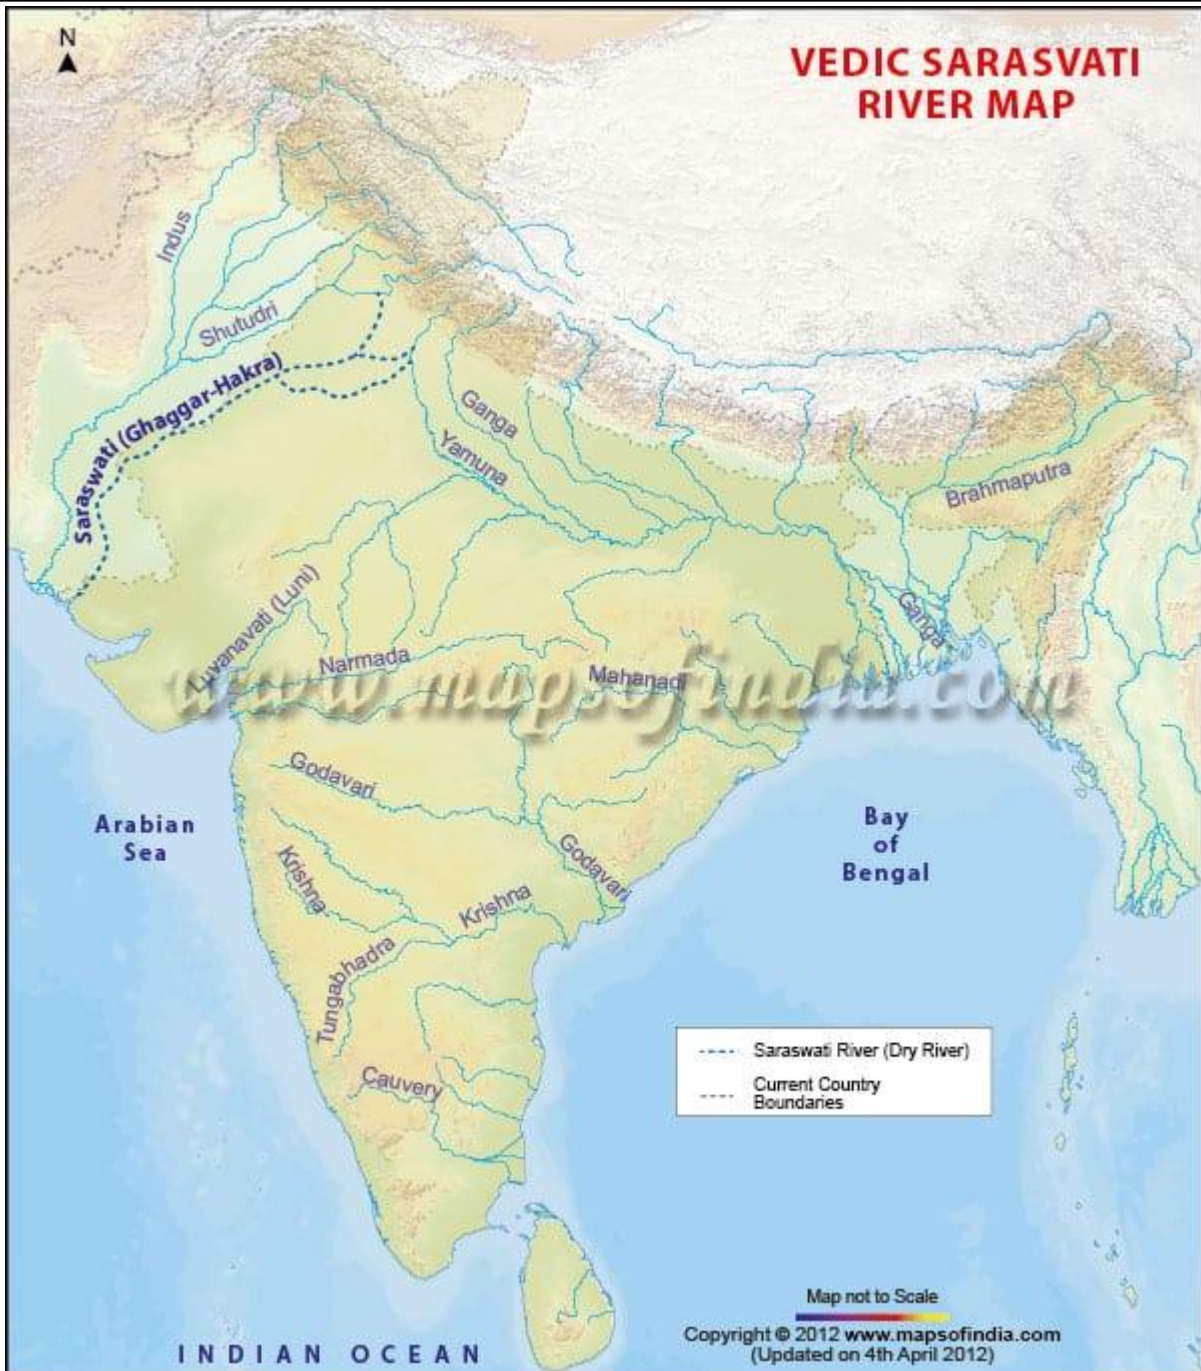 N
VEDIC SARASVATI
RIVER MAP
Indus
Shutudri
Saraswati (Ghaggar-Hakra)
Ganga
Yamuna
Brahmaputra
Luvanavati (Luni)
Ganga
Narmada
Mahanadi
www.mapsofindia.com
Godavari
Arabian
Sea
Bay
of
Bengal
Godavari
Krishna
Krishna
Tungabhadra
Saraswati River (Dry River)
Current Country
Boundaries
Cauvery
Map not to Scale
Copyright © 2012 www.mapsofindia.com
(Updated on 4th April 2012)
INDIAN OCEAN